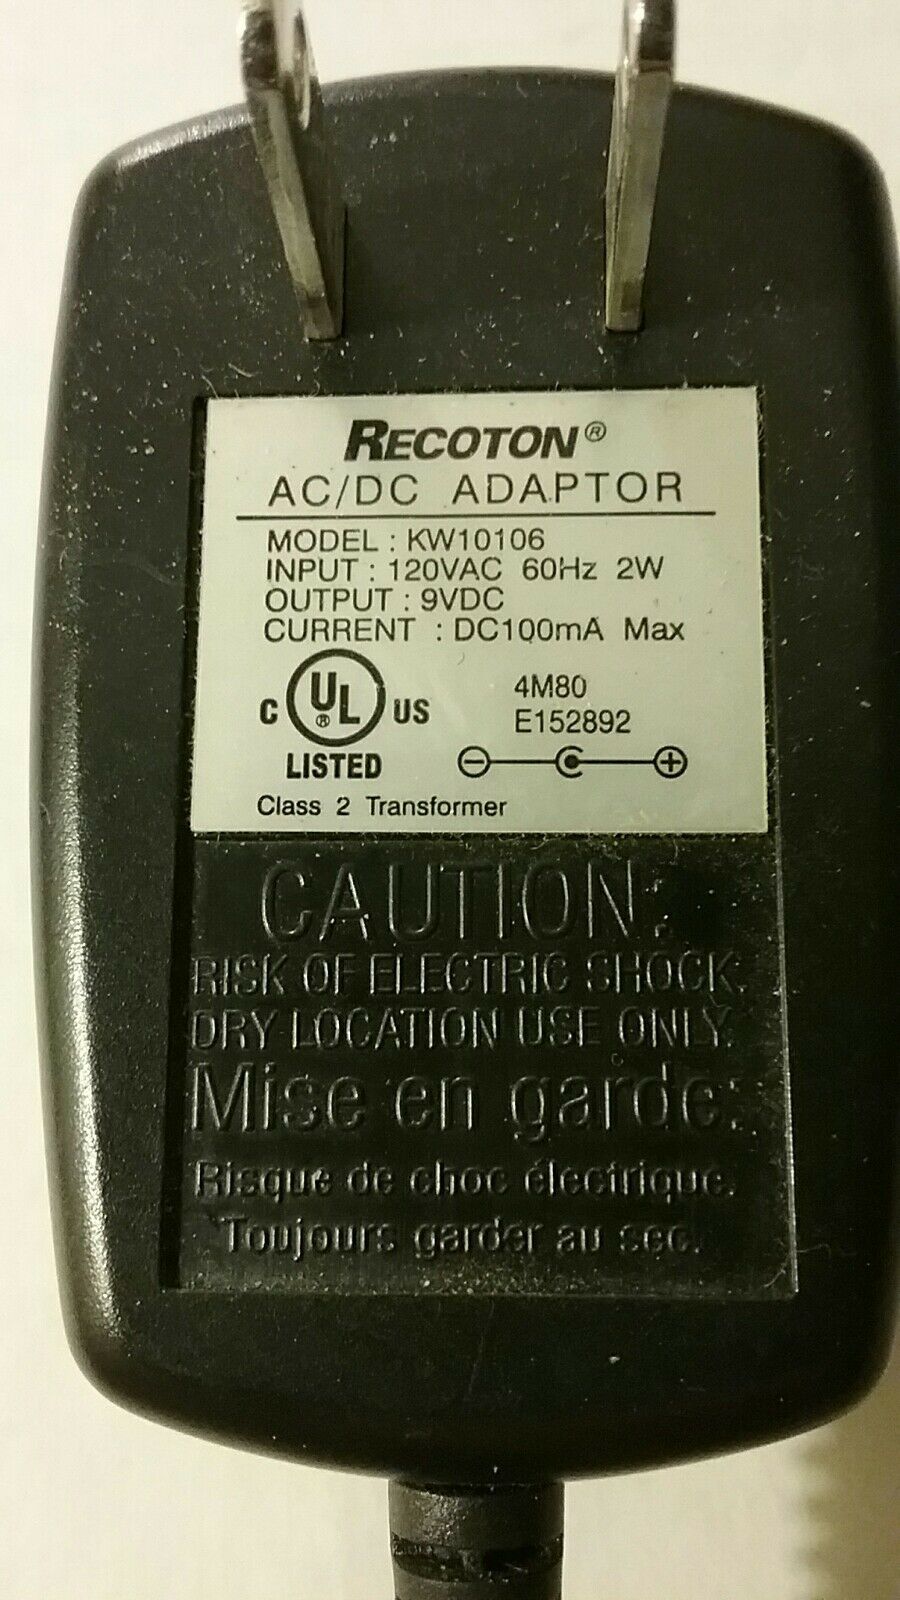 RECOTON®
AC/DC ADAPTOR
MODEL : KW10106
INPUT : 120VAC 60Hz 2W
OUTPUT : 9VDC
CURRENT : DC100mA Max
C UL® US
LISTED
4M80
E152892
Class 2 Transformer
CAUTION:
RISK OF ELECTRIC SHOCK.
DRY LOCATION USE ONLY.
Mise en garde:
Risque de choc électrique.
Toujours garder au sec.